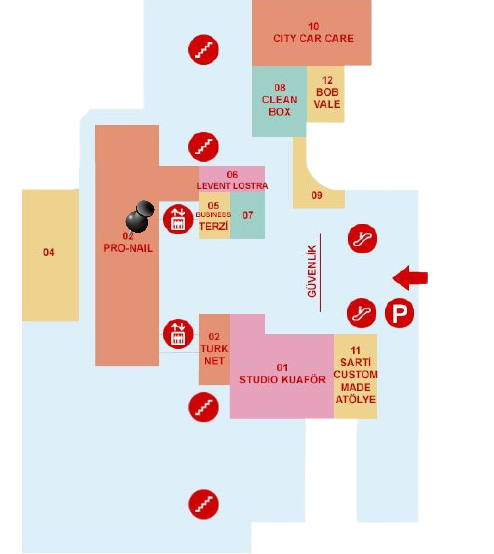 10
CITY CAR CARE
08
CLEAN
BOX
12
BOB
VALE
06
LEVENT LOSTRA
05
BUSINESS
TERZİ
07
09
02
PRO-NAIL
04
GÜVENLİK
P
02
TURK
NET
01
STUDIO KUAFÖR
11
SARTİ
CUSTOM
MADE
ATÖLYE